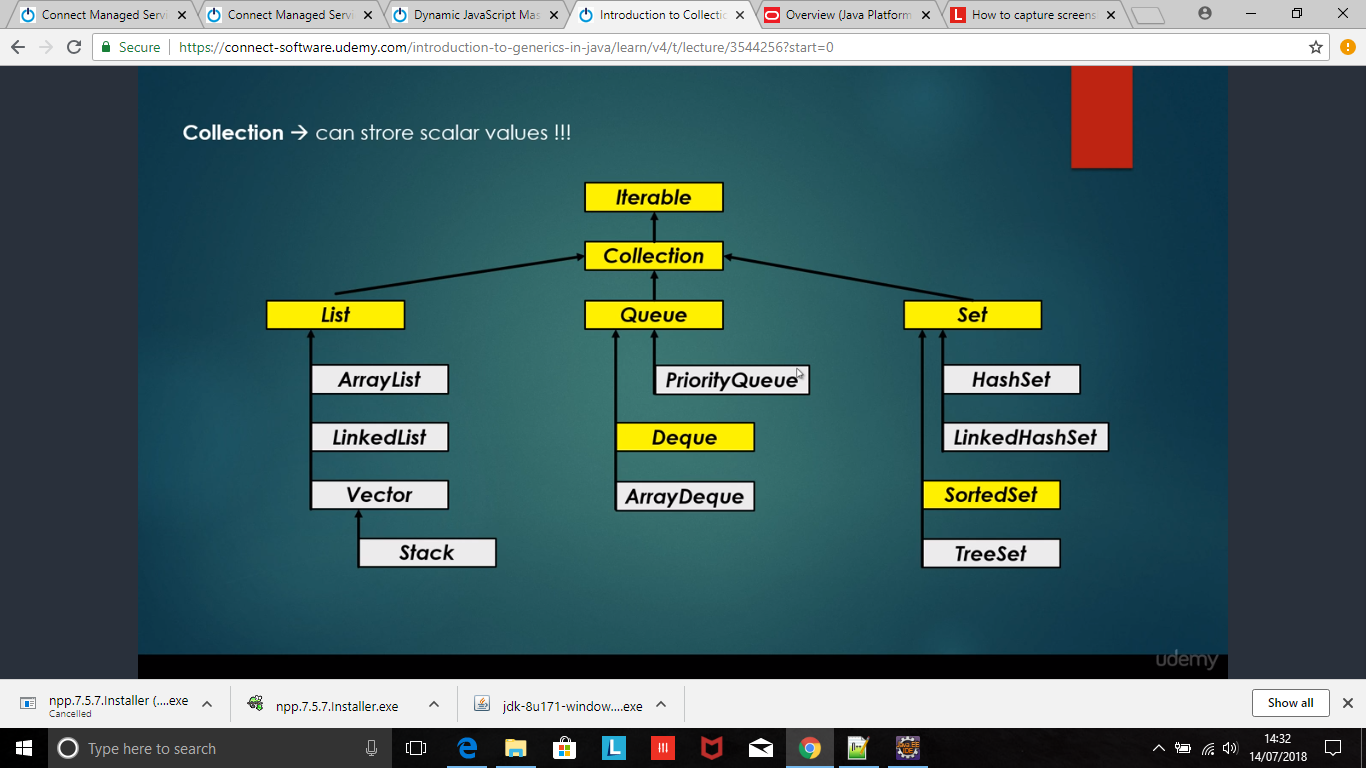 Connect Managed Servi
Connect Managed Servi
Dynamic JavaScript Mas
Introduction to Collectio
Overview (Java Platform
How to capture screens
Secure
https://connect-software.udemy.com/introduction-to-generics-in-java/learn/v4/t/lecture/3544256?start=0
Collection → can strore scalar values !!!
Iterable
Collection
List
Queue
Set
ArrayList
PriorityQueue
HashSet
LinkedList
Deque
LinkedHashSet
Vector
ArrayDeque
SortedSet
Stack
TreeSet
udemy
npp.7.5.7.Installer (....exe
Cancelled
npp.7.5.7.Installer.exe
jdk-8u171-window....exe
Show all
Type here to search
14:32
14/07/2018